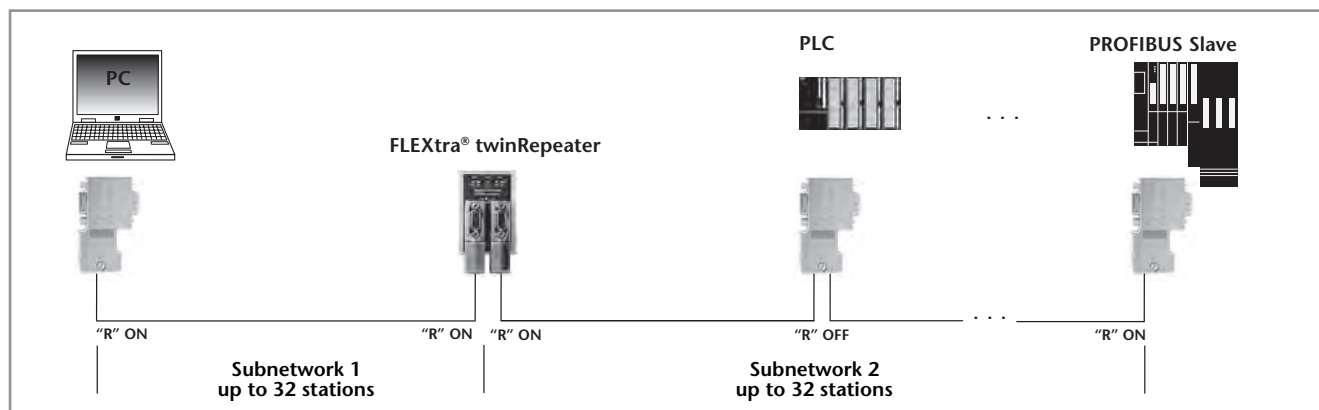 PLC
PROFIBUS Slave
PC
. . .
FLEXtra® twinRepeater
. . .
“R” ON
“R” ON
“R” ON
“R” OFF
“R” ON
Subnetwork 1
up to 32 stations
Subnetwork 2
up to 32 stations